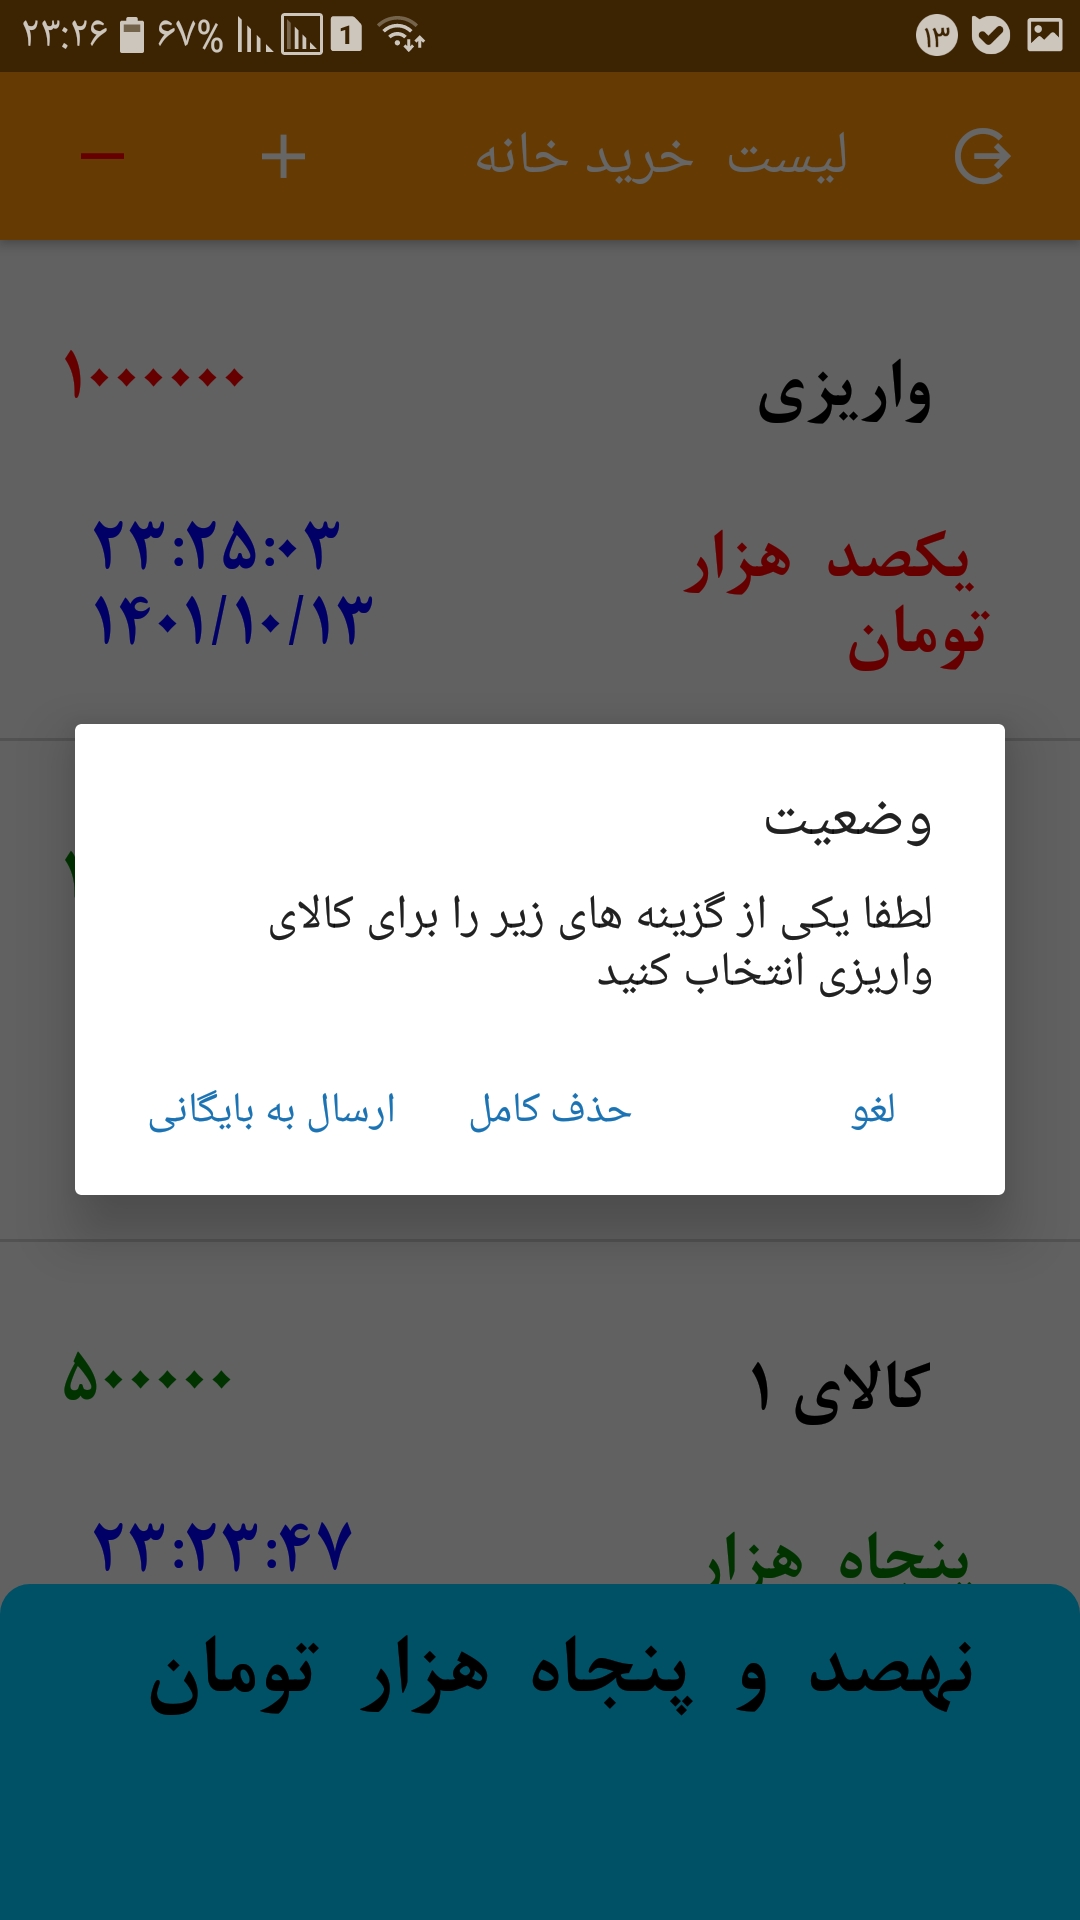 ۲۳:۲۶ ۶۷% 1 ۱۳
لیست خرید خانه
واریزی
۱۰۰۰۰۰۰
یکصد هزار
تومان
۲۳:۲۵:۰۳
۱۴۰۱/۱۰/۱۳
وضعیت
لطفا یکی از گزینه های زیر را برای کالای
واریزی انتخاب کنید
لغو
حذف کامل
ارسال به بایگانی
کالای ۱
۵۰۰۰۰۰
پنجاه هزار
۲۳:۲۳:۴۷
نهصد و پنجاه هزار تومان